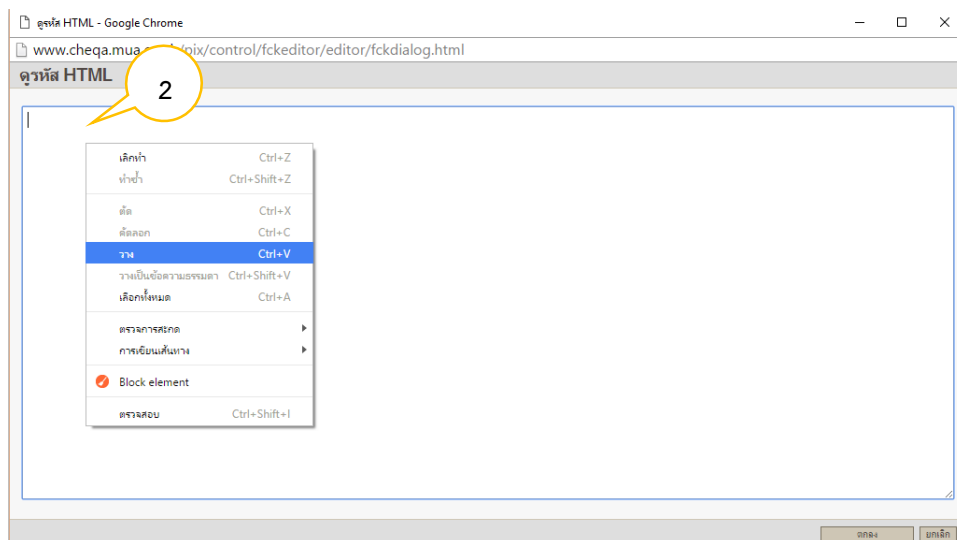 ดูรหัส HTML - Google Chrome
www.cheqa.mua /pix/control/fckeditor/editor/fckdialog.html
ดูรหัส HTML
2
เลิกทำ Ctrl+Z
ทำซ้ำ Ctrl+Shift+Z
ตัด Ctrl+X
คัดลอก Ctrl+C
วาง Ctrl+V
วางเป็นข้อความธรรมดา Ctrl+Shift+V
เลือกทั้งหมด Ctrl+A
ตรวจการสะกด
การเขียนเส้นทาง
Block element
ตรวจสอบ Ctrl+Shift+I
ตกลง ยกเลิก